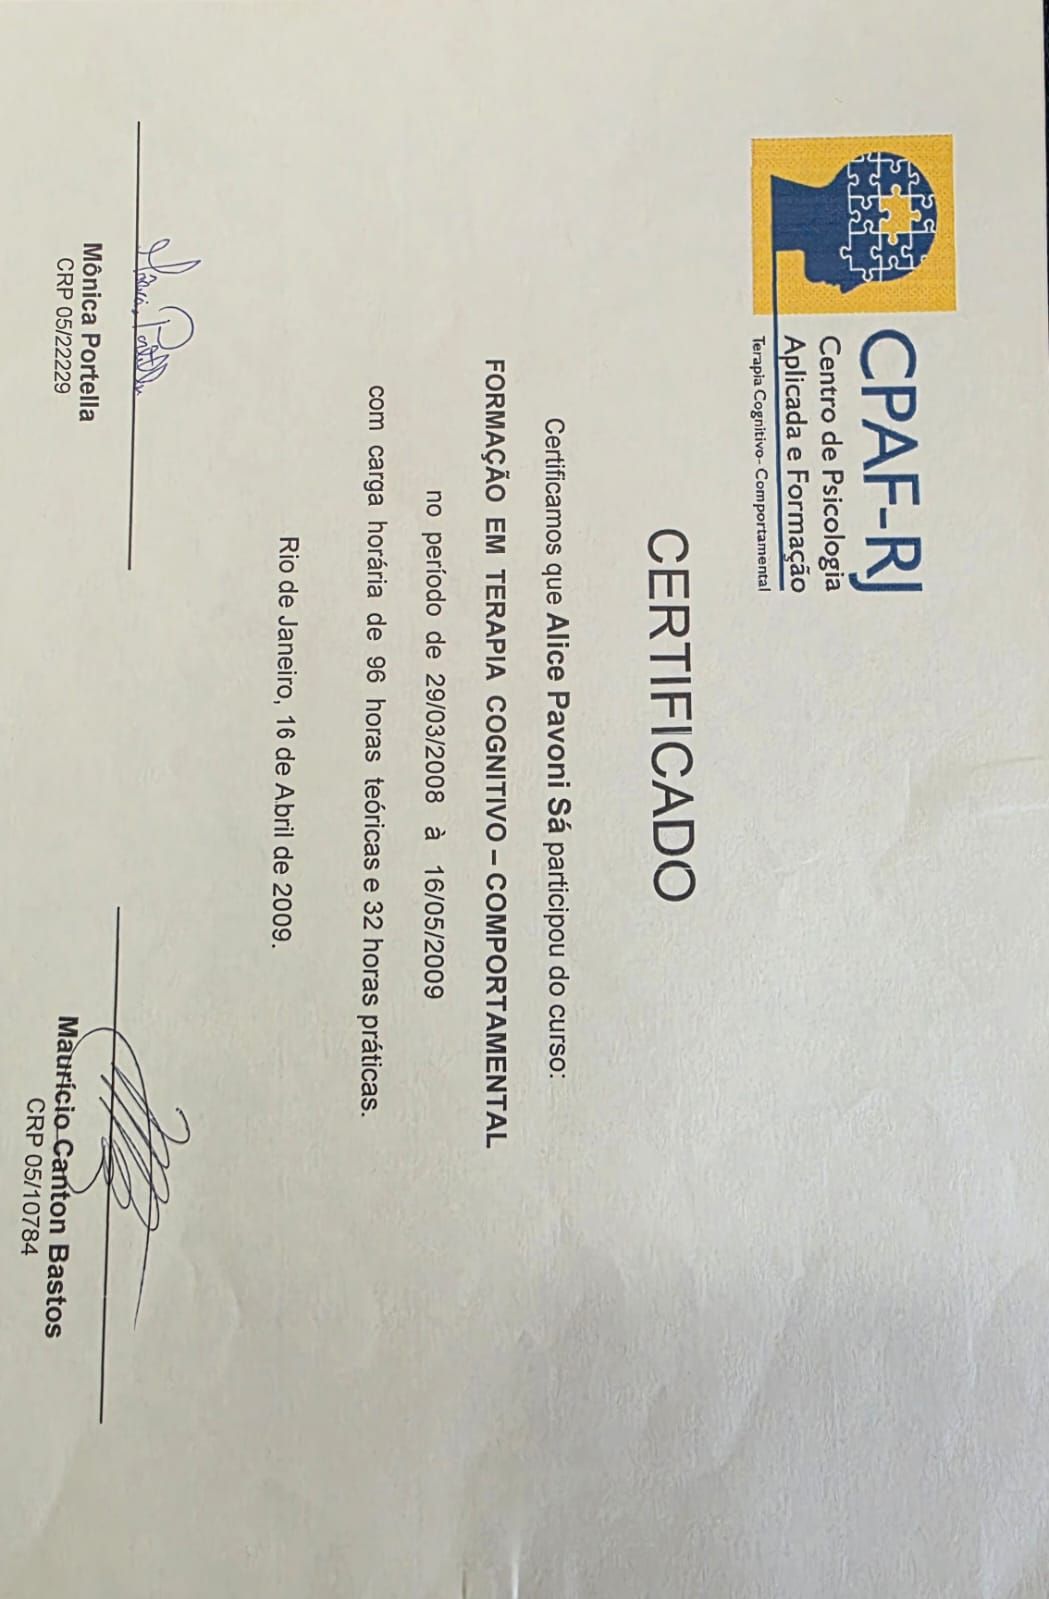 CPAF-RJ
Centro de Psicologia
Aplicada e Formação
Terapia Cognitivo- Comportamental
CERTIFICADO
Certificamos que Alice Pavoni Sá participou do curso:
FORMAÇÃO EM TERAPIA COGNITIVO – COMPORTAMENTAL
no período de 29/03/2008 à 16/05/2009
com carga horária de 96 horas teóricas e 32 horas práticas.
Rio de Janeiro, 16 de Abril de 2009.
Mônica Portella
Mônica Portella
CRP 05/22229
Maurício Canton Bastos
CRP 05/10784